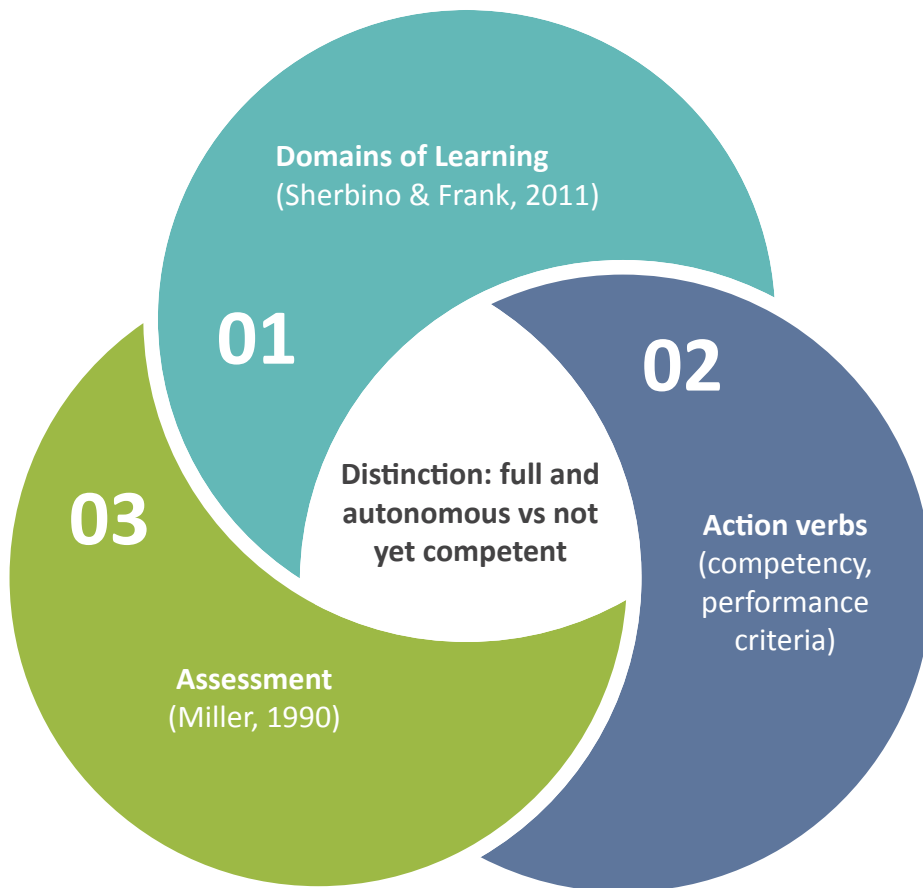 Domains of Learning
(Sherbino & Frank, 2011)
01
02
Distinction: full and
autonomous vs not
yet competent
03
Action verbs
(competency,
performance
criteria)
Assessment
(Miller, 1990)